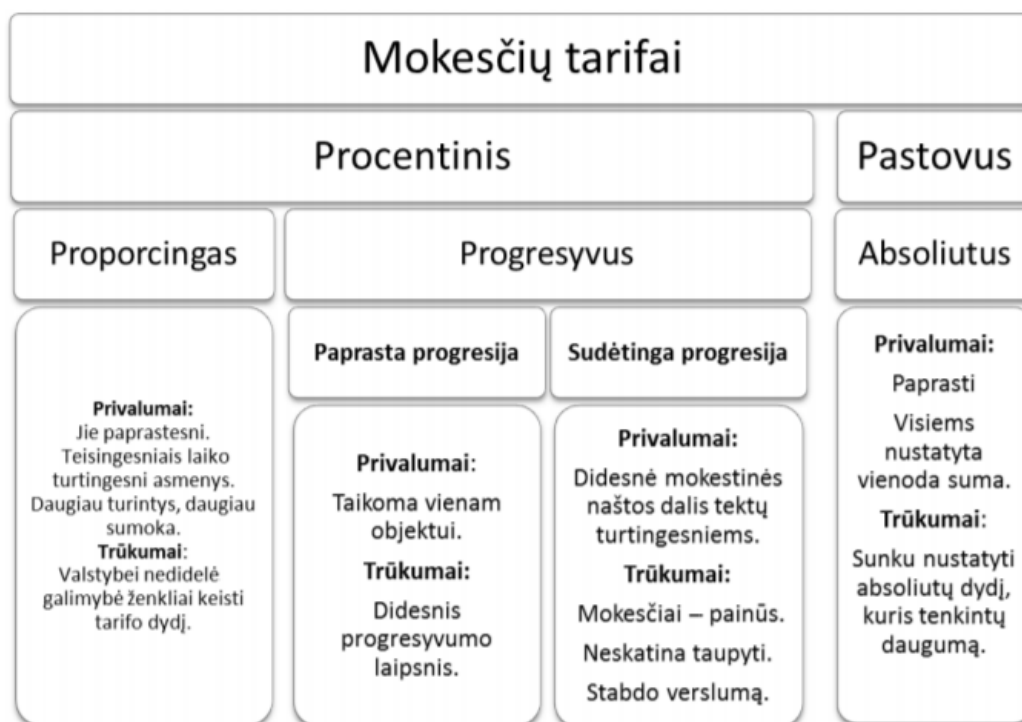 Mokesčių tarifai
Procentinis
Pastovus
Proporcingas
Progresyvus
Absoliutus
Privalumai:
Jie paprastesni.
Teisingesniais laiko
turtingesni asmenys.
Daugiau turintys, daugiau
sumoka.
Trūkumai:
Valstybei nedidelė
galimybė ženkliai keisti
tarifo dydį.
Paprasta progresija
Privalumai:
Taikoma vienam
objektui.
Trūkumai:
Didesnis
progresyvumo
laipsnis.
Sudėtinga progresija
Privalumai:
Didesnė mokestinės
naštos dalis tektų
turtingesniems.
Trūkumai:
Mokesčiai – painūs.
Neskatina taupyti.
Stabdo verslumą.
Privalumai:
Paprasti
Visiems
nustatyta
vienoda suma.
Trūkumai:
Sunku nustatyti
absoliutų dydį,
kuris tenkintų
daugumą.